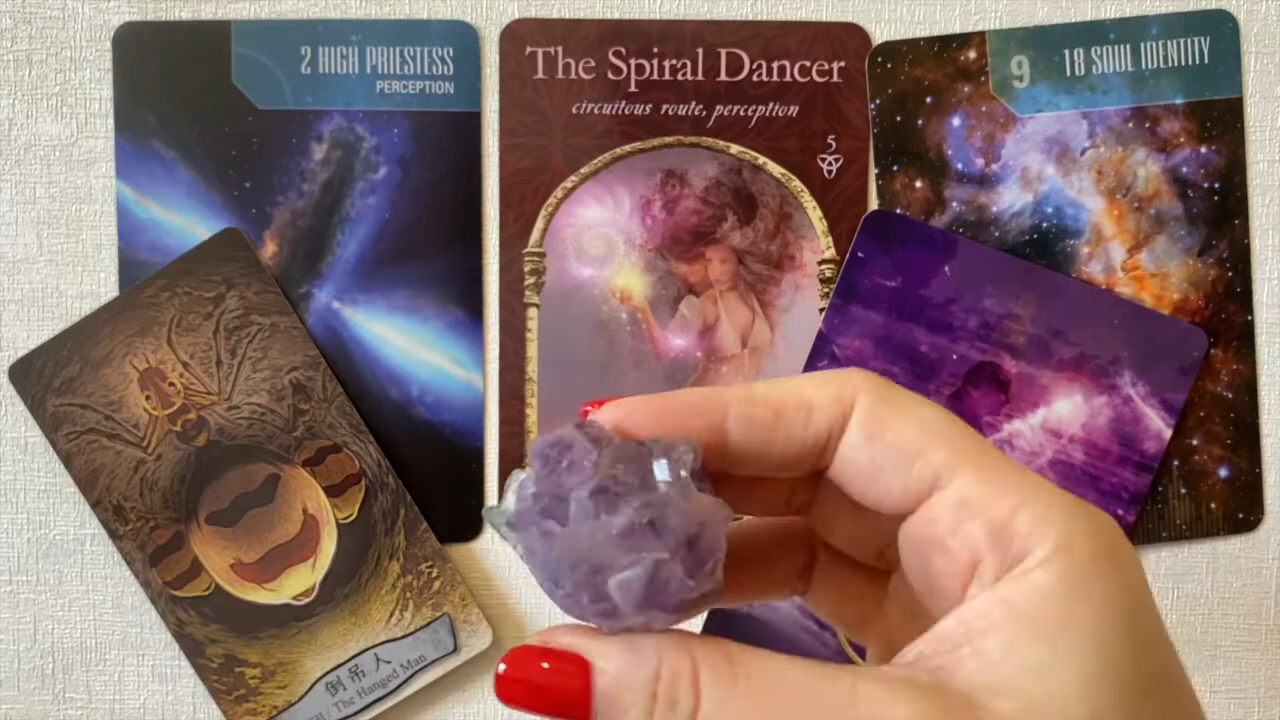 2 HIGH PRIESTESS
PERCEPTION
The Spiral Dancer
circuitous route, perception
5
9 18 SOUL IDENTITY
倒吊人
/ The Hanged Man